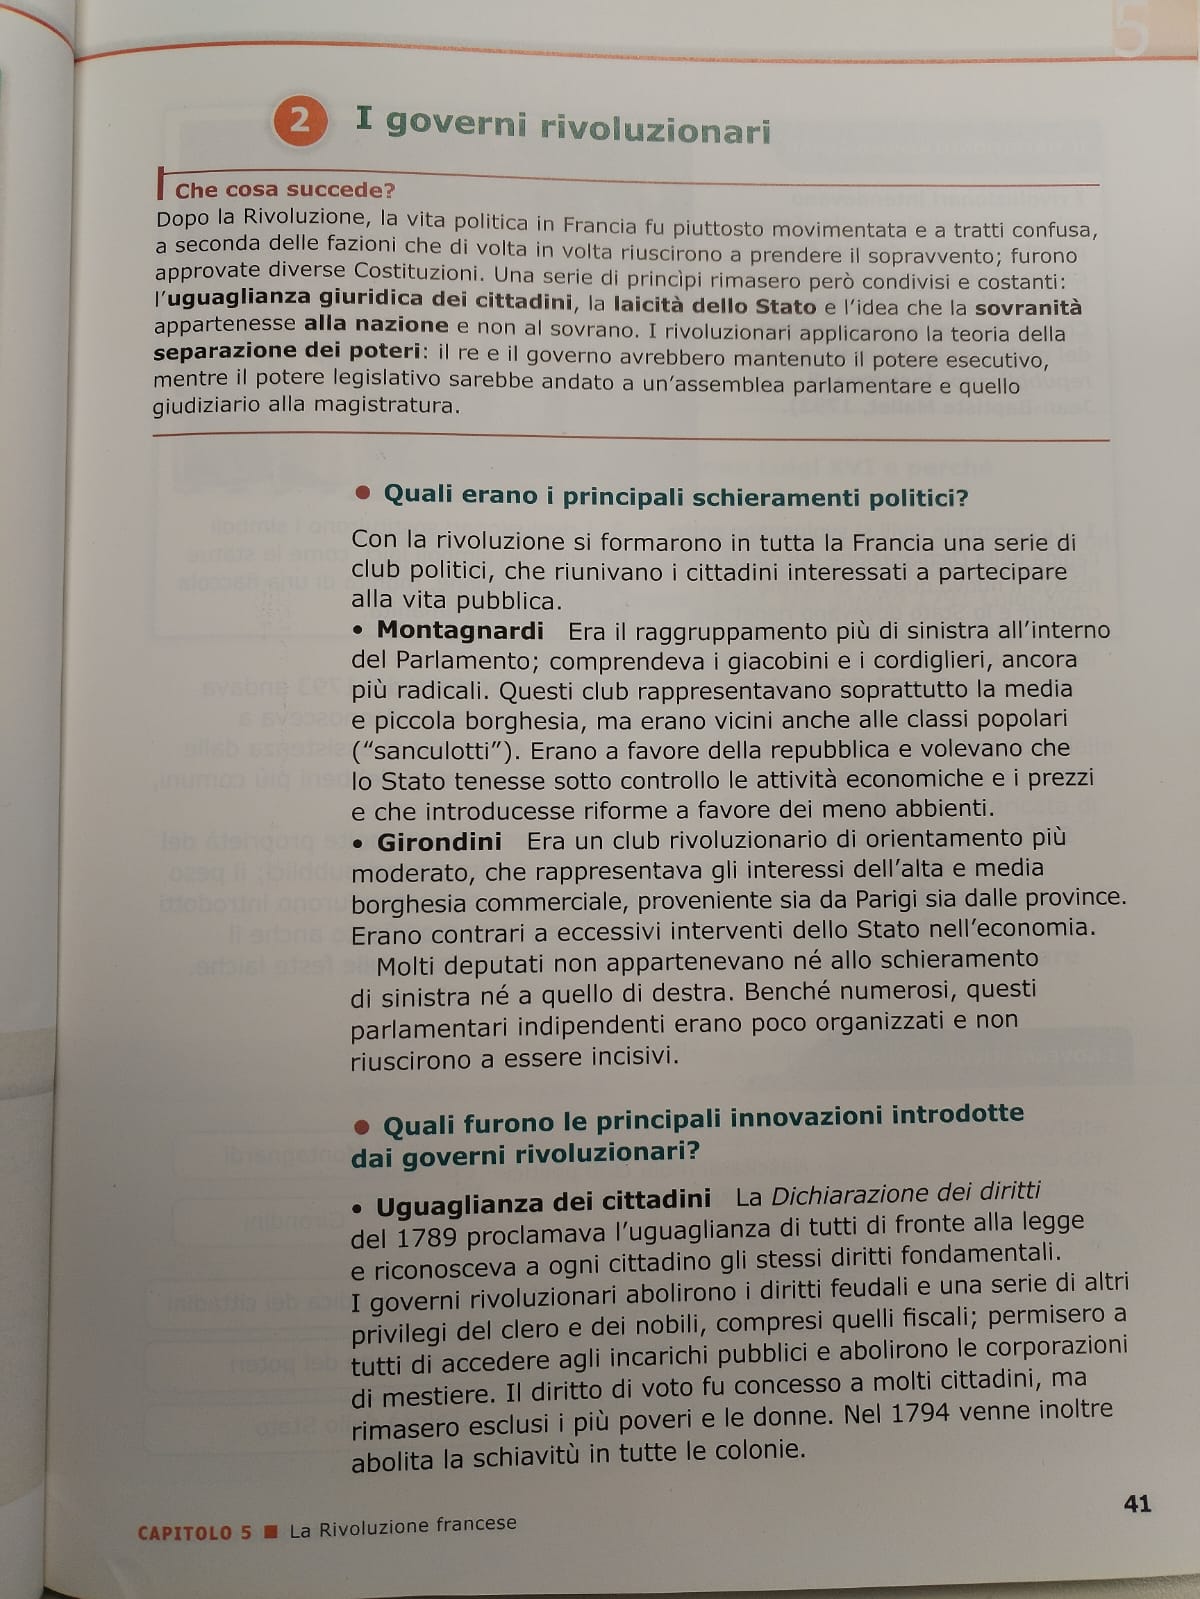 5
2 I governi rivoluzionari
Che cosa succede?
Dopo la Rivoluzione, la vita politica in Francia fu piuttosto movimentata e a tratti confusa,
a seconda delle fazioni che di volta in volta riuscirono a prendere il sopravvento; furono
approvate diverse Costituzioni. Una serie di princìpi rimasero però condivisi e costanti:
l’uguaglianza giuridica dei cittadini, la laicità dello Stato e l’idea che la sovranità
appartenesse alla nazione e non al sovrano. I rivoluzionari applicarono la teoria della
separazione dei poteri: il re e il governo avrebbero mantenuto il potere esecutivo,
mentre il potere legislativo sarebbe andato a un’assemblea parlamentare e quello
giudiziario alla magistratura.
● Quali erano i principali schieramenti politici?
Con la rivoluzione si formarono in tutta la Francia una serie di
club politici, che riunivano i cittadini interessati a partecipare
alla vita pubblica.
• Montagnardi Era il raggruppamento più di sinistra all’interno
del Parlamento; comprendeva i giacobini e i cordiglieri, ancora
più radicali. Questi club rappresentavano soprattutto la media
e piccola borghesia, ma erano vicini anche alle classi popolari
(“sanculotti”). Erano a favore della repubblica e volevano che
lo Stato tenesse sotto controllo le attività economiche e i prezzi
e che introducesse riforme a favore dei meno abbienti.
• Girondini Era un club rivoluzionario di orientamento più
moderato, che rappresentava gli interessi dell’alta e media
borghesia commerciale, proveniente sia da Parigi sia dalle province.
Erano contrari a eccessivi interventi dello Stato nell’economia.
Molti deputati non appartenevano né allo schieramento
di sinistra né a quello di destra. Benché numerosi, questi
parlamentari indipendenti erano poco organizzati e non
riuscirono a essere incisivi.
● Quali furono le principali innovazioni introdotte
dai governi rivoluzionari?
• Uguaglianza dei cittadini La Dichiarazione dei diritti
del 1789 proclamava l’uguaglianza di tutti di fronte alla legge
e riconosceva a ogni cittadino gli stessi diritti fondamentali.
I governi rivoluzionari abolirono i diritti feudali e una serie di altri
privilegi del clero e dei nobili, compresi quelli fiscali; permisero a
tutti di accedere agli incarichi pubblici e abolirono le corporazioni
di mestiere. Il diritto di voto fu concesso a molti cittadini, ma
rimasero esclusi i più poveri e le donne. Nel 1794 venne inoltre
abolita la schiavitù in tutte le colonie.
41
CAPITOLO 5 ■ La Rivoluzione francese